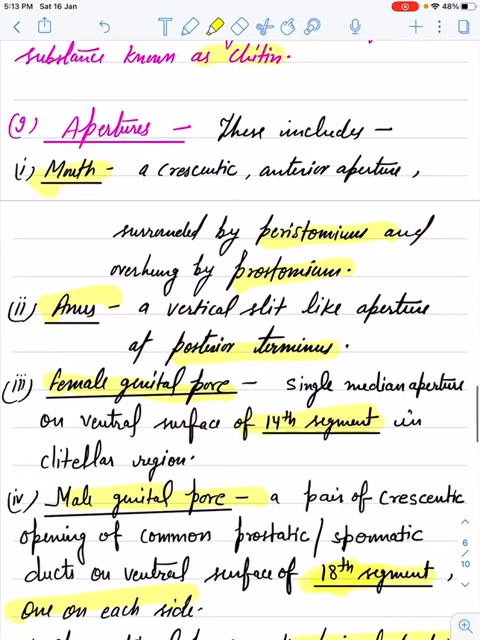 5:13 PM Sat 16 Jan 48%
substance known as chitin.
(g) Apertures - These includes -
(i) Mouth - a crescentic, anterior aperture,
surrounded by peristomium and
overhung by prostomium.
(ii) Anus - a vertical slit like aperture
at posterior terminus.
(iii) Female genital pore - Single median aperture
on ventral surface of 14th segment in
clitellar region.
(iv) Male genital pore - a pair of crescentic
opening of common prostatic/spermatic
ducts on ventral surface of 18th segment,
one on each side.
6
/
10